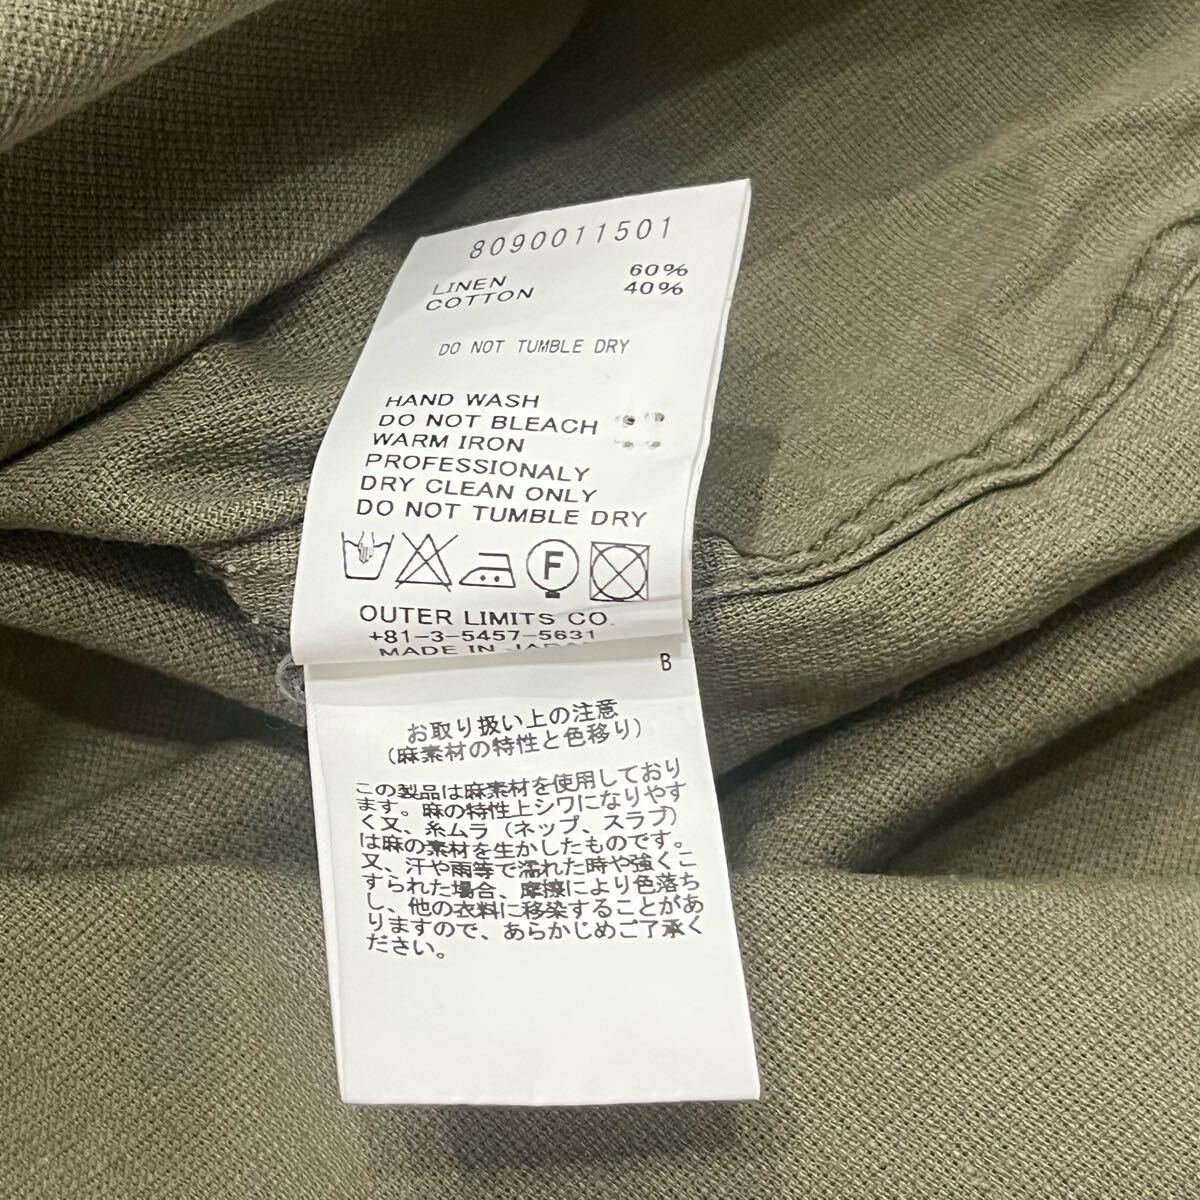 8090011501
LINEN 60%
COTTON 40%
DO NOT TUMBLE DRY
HAND WASH
DO NOT BLEACH
WARM IRON
PROFESSIONALY
DRY CLEAN ONLY
DO NOT TUMBLE DRY
F
OUTER LIMITS CO.
+81-3-5457-5631
MADE IN JAPAN
B
お取り扱い上の注意
(麻素材の特性と色移り)
この製品は麻素材を使用しており
ます。麻の特性上シワになりやす
く又、糸ムラ(ネップ、スラブ)
は麻の素材を生かしたものです。
又、汗や雨等で濡れた時や強くこ
すられた場合、摩擦により色落ち
し、他の衣料に移染することがあ
りますので、あらかじめご了承く
ださい。